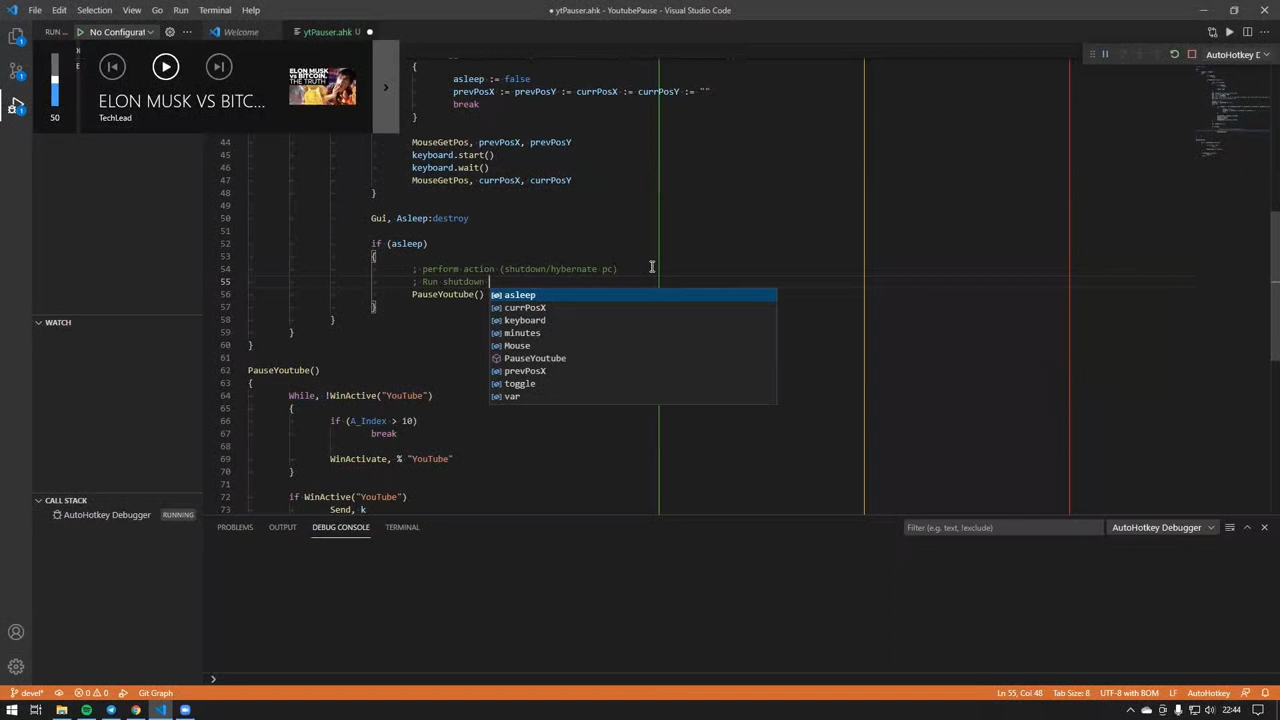 File Edit Selection View Go Run Terminal Help
● ytPauser.ahk - YoutubePause - Visual Studio Code
RUN ... No Configurat
Welcome
ytPauser.ahk U
AutoHotkey D
ELON MUSK VS BITC...
TechLead
50
ELON MUSK
VS BITCOIN.
THE TRUTH
{
asleep := false
prevPosX := prevPosY := currPosX := currPosY := ""
break
}
44 MouseGetPos, prevPosX, prevPosY
45 keyboard.start()
46 keyboard.wait()
47 MouseGetPos, currPosX, currPosY
48 }
49
50 Gui, Asleep:destroy
51
52 if (asleep)
53 {
54 ; perform action (shutdown/hybernate pc)
55 ; Run shutdown
56 PauseYoutube()
57 }
58 }
59 }
60 }
61
62 PauseYoutube()
63 {
64 While, !WinActive("YouTube")
65 {
66 if (A_Index > 10)
67 break
68
69 WinActivate, % "YouTube"
70 }
71
72 if WinActive("YouTube")
73 Send, k
asleep
currPosX
keyboard
minutes
Mouse
PauseYoutube
prevPosX
toggle
var
WATCH
CALL STACK
AutoHotkey Debugger RUNNING
PROBLEMS OUTPUT DEBUG CONSOLE TERMINAL
Filter (e.g. text, !exclude)
AutoHotkey Debugger
devel* 0 0 Git Graph
Ln 55, Col 48 Tab Size: 8 UTF-8 with BOM LF AutoHotkey
22:44